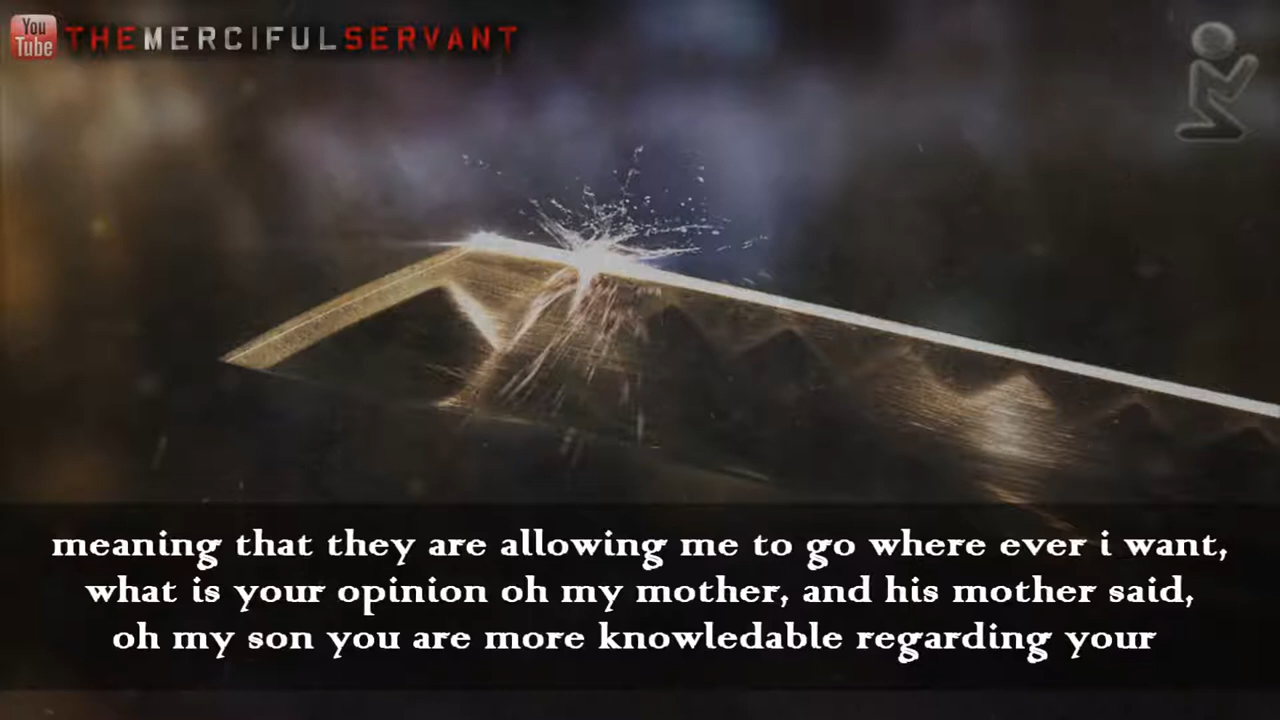 You
Tube
THEMERCIFULSERVANT
meaning that they are allowing me to go where ever i want,
what is your opinion oh my mother, and his mother said,
oh my son you are more knowledable regarding your